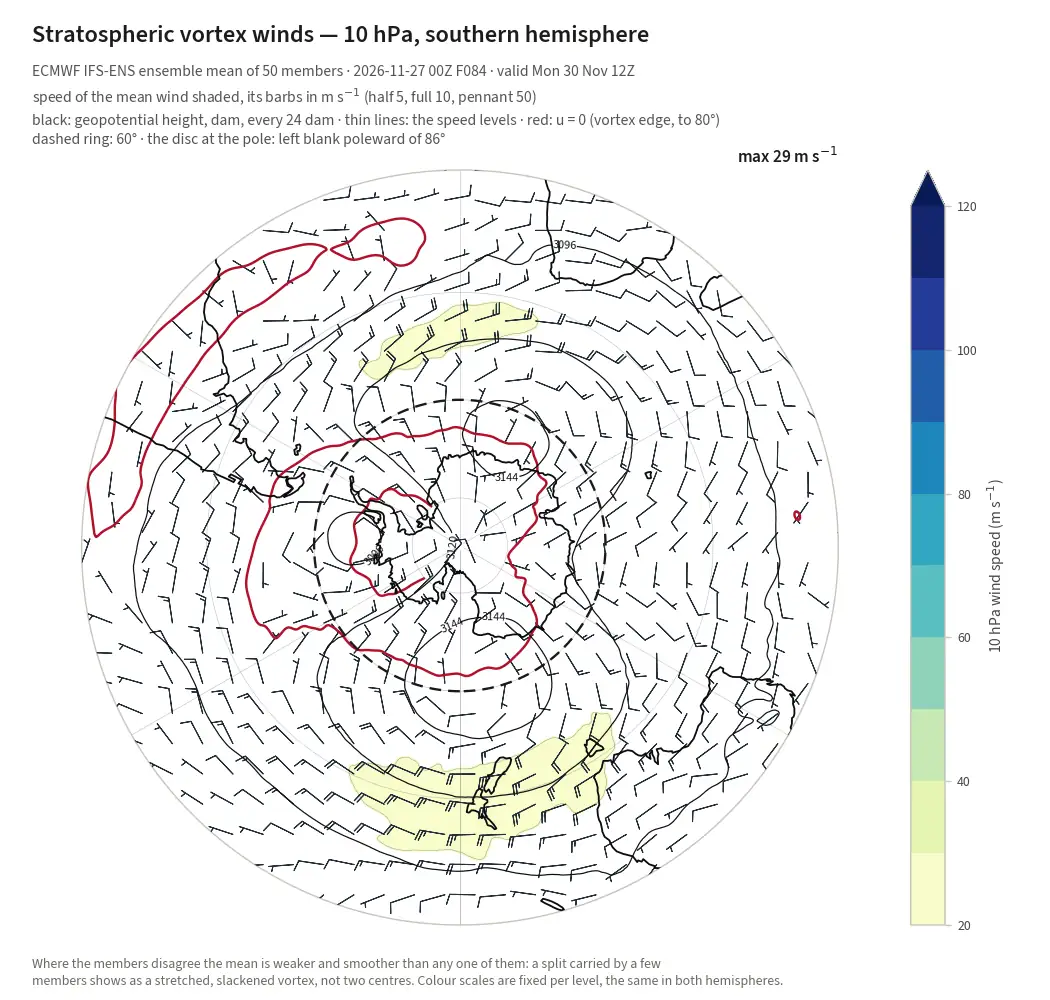 Stratospheric vortex winds — 10 hPa, southern hemisphere
ECMWF IFS-ENS ensemble mean of 50 members · 2026-11-27 00Z F084 · valid Mon 30 Nov 12Z
speed of the mean wind shaded, its barbs in m s⁻¹ (half 5, full 10, pennant 50)
black: geopotential height, dam, every 24 dam · thin lines: the speed levels · red: u = 0 (vortex edge, to 80°)
dashed ring: 60° · the disc at the pole: left blank poleward of 86°
max 29 m s⁻¹
120
100
80
60
40
20
10 hPa wind speed (m s⁻¹)
3096
3144
3120
3144
3144
Where the members disagree the mean is weaker and smoother than any one of them: a split carried by a few
members shows as a stretched, slackened vortex, not two centres. Colour scales are fixed per level, the same in both hemispheres.